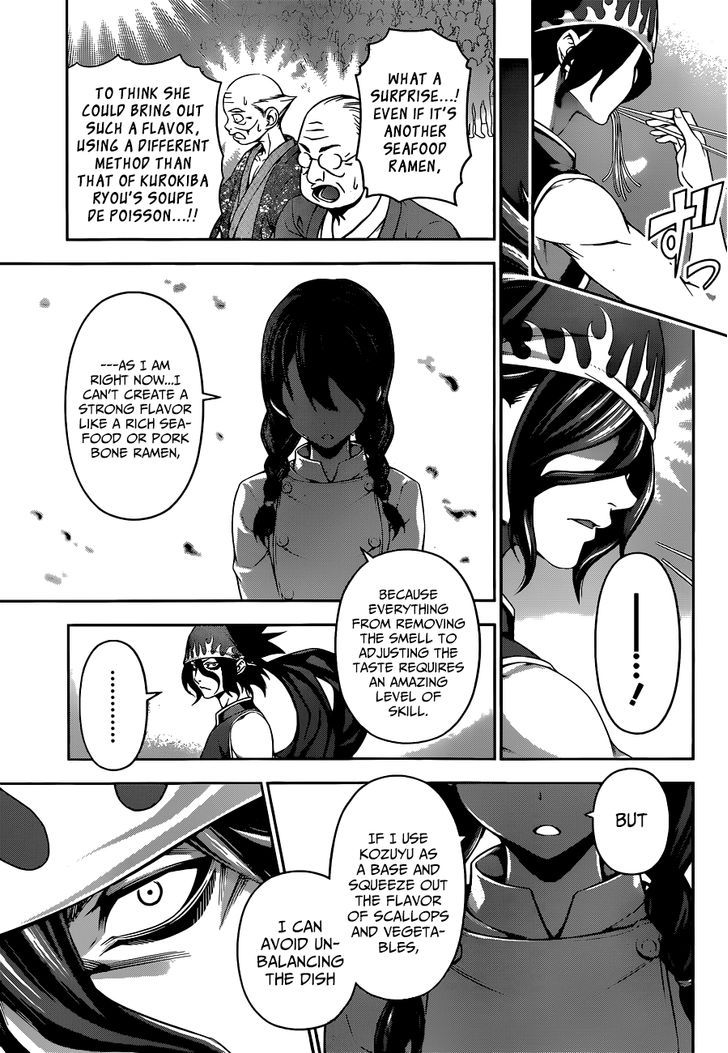 ずっ
WHAT A
SURPRISE...!
EVEN IF IT'S
ANOTHER
SEAFOOD
RAMEN,
TO THINK SHE
COULD BRING OUT
SUCH A FLAVOR,
USING A DIFFERENT
METHOD THAN
THAT OF KUROKIBA
RYOU'S SOUPE
DE POISSON...!!
----...!
---AS I AM
RIGHT NOW...I
CAN'T CREATE A
STRONG FLAVOR
LIKE A RICH SEA-
FOOD OR PORK
BONE RAMEN,
BECAUSE
EVERYTHING
FROM REMOVING
THE SMELL TO
ADJUSTING THE
TASTE REQUIRES
AN AMAZING
LEVEL OF
SKILL.
.........
BUT
IF I USE
KOZUYU AS
A BASE AND
SQUEEZE OUT
THE FLAVOR
OF SCALLOPS
AND VEGETA-
BLES,
I CAN
AVOID UN-
BALANCING
THE DISH